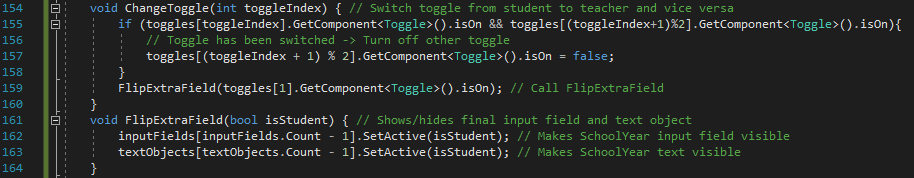 154 void ChangeToggle(int toggleIndex) { // Switch toggle from student to teacher and vice versa
155 if (toggles[toggleIndex].GetComponent<Toggle>().isOn && toggles[(toggleIndex+1)%2].GetComponent<Toggle>().isOn){
156 // Toggle has been switched -> Turn off other toggle
157 toggles[(toggleIndex + 1) % 2].GetComponent<Toggle>().isOn = false;
158 }
159 FlipExtraField(toggles[1].GetComponent<Toggle>().isOn); // Call FlipExtraField
160 }
161 void FlipExtraField(bool isStudent) { // Shows/hides final input field and text object
162 inputFields[inputFields.Count - 1].SetActive(isStudent); // Makes SchoolYear input field visible
163 textObjects[textObjects.Count - 1].SetActive(isStudent); // Makes SchoolYear text visible
164 }